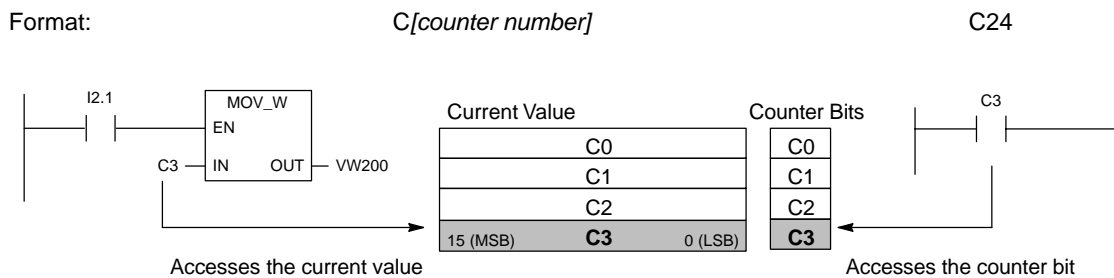 Format: C[counter number] C24
I2.1 MOV_W C3
EN Current Value Counter Bits
C0 C0
C3 IN OUT VW200 C1 C1
C2 C2
15 (MSB) C3 0 (LSB) C3
Accesses the current value Accesses the counter bit